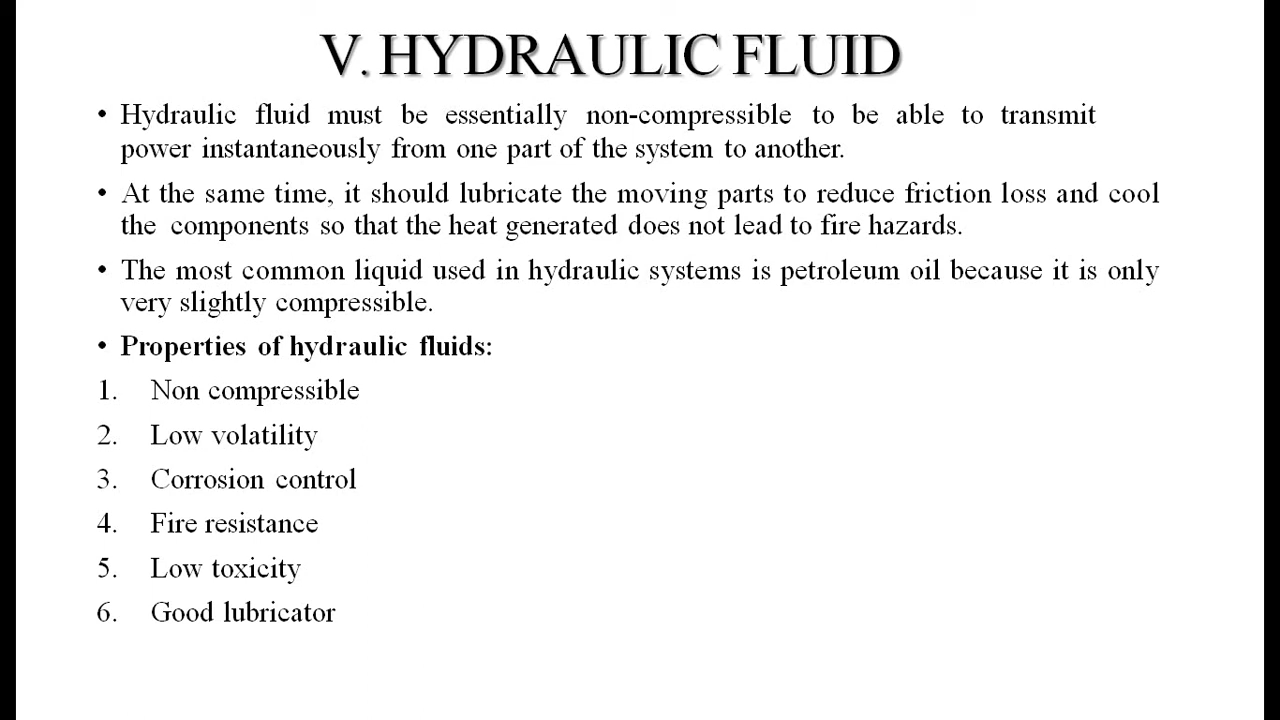 V. HYDRAULIC FLUID
• Hydraulic fluid must be essentially non-compressible to be able to transmit
power instantaneously from one part of the system to another.
• At the same time, it should lubricate the moving parts to reduce friction loss and cool
the components so that the heat generated does not lead to fire hazards.
• The most common liquid used in hydraulic systems is petroleum oil because it is only
very slightly compressible.
• Properties of hydraulic fluids:
1. Non compressible
2. Low volatility
3. Corrosion control
4. Fire resistance
5. Low toxicity
6. Good lubricator